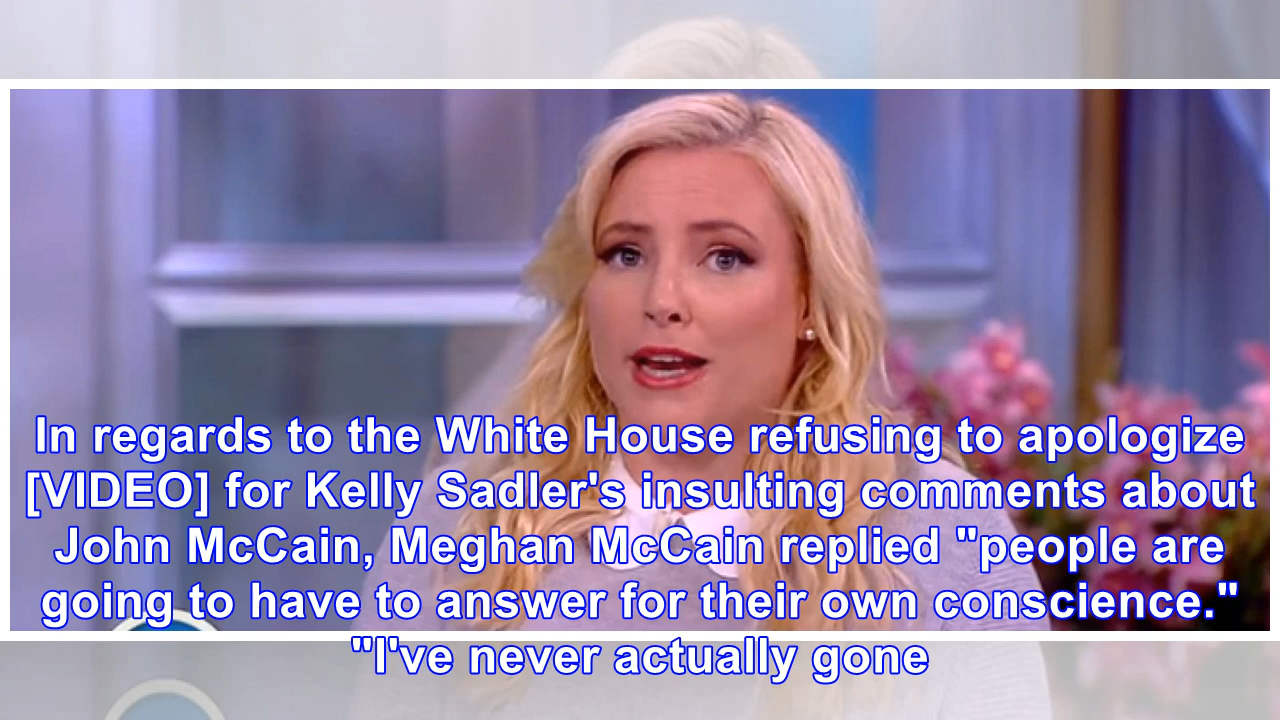 In regards to the White House refusing to apologize
[VIDEO] for Kelly Sadler's insulting comments about
John McCain, Meghan McCain replied "people are
going to have to answer for their own conscience."
"I've never actually gone